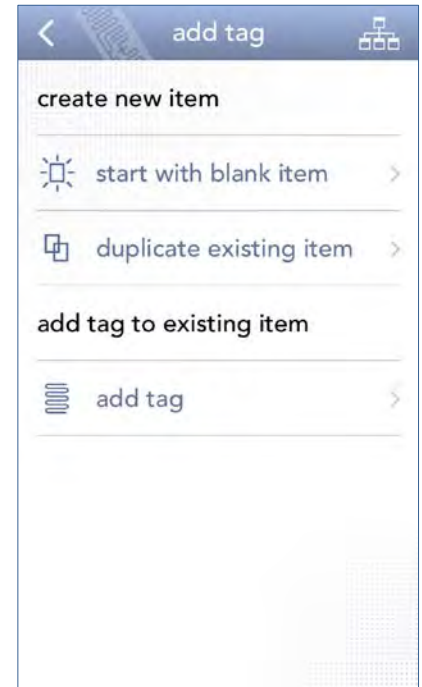 add tag
create new item
start with blank item
duplicate existing item
add tag to existing item
add tag